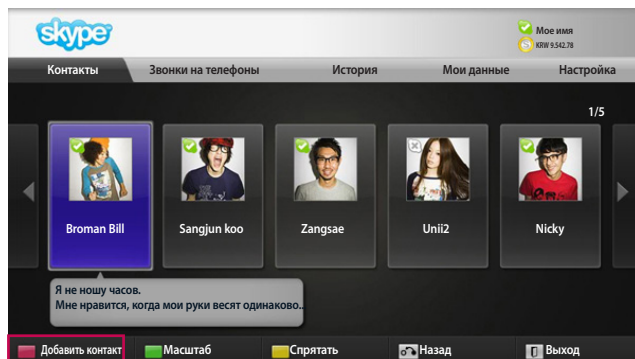 skype
Мое имя
S KRW 9.542.78
Контакты Звонки на телефоны История Мои данные Настройка
1/5
Broman Bill Sangjun koo Zangsae Unii2 Nicky
Я не ношу часов.
Мне нравится, когда мои руки весят одинаково..
Добавить контакт Масштаб Спрятать Назад Выход